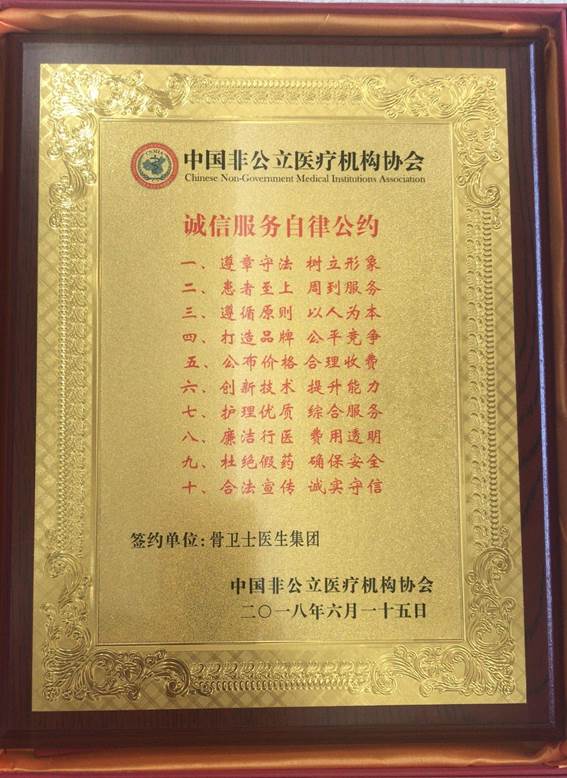 中国非公立医疗机构协会
Chinese Non-Government Medical Institutions Association
诚信服务自律公约
一、遵章守法 树立形象
二、患者至上 周到服务
三、遵循原则 以人为本
四、打造品牌 公平竞争
五、公布价格 合理收费
六、创新技术 提升能力
七、护理优质 综合服务
八、廉洁行医 费用透明
九、杜绝假药 确保安全
十、合法宣传 诚实守信
签约单位:骨卫士医生集团
中国非公立医疗机构协会
二〇一八年六月一十五日